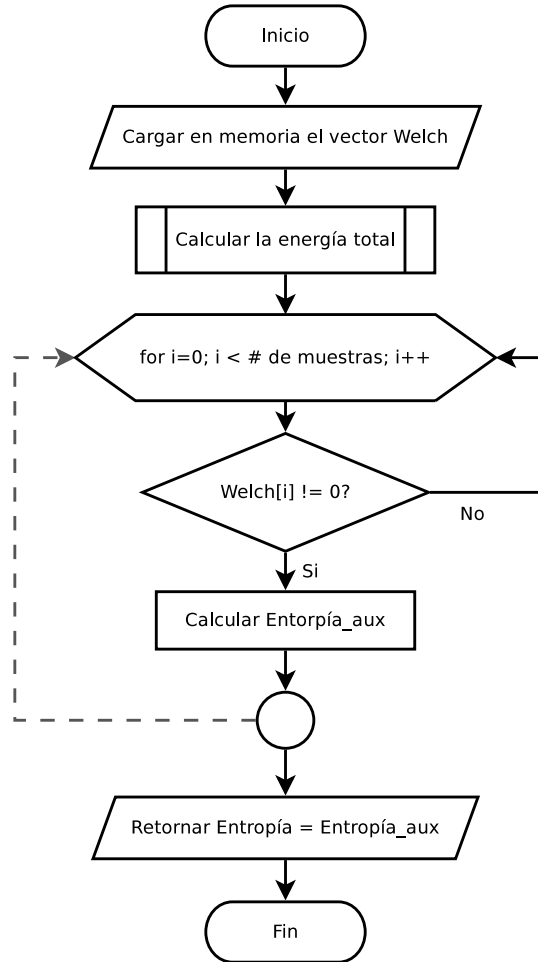 Inicio
Cargar en memoria el vector Welch
Calcular la energía total
for i=0; i < # de muestras; i++
Welch[i] != 0?
No
Si
Calcular Entorpía_aux
Retornar Entropía = Entropía_aux
Fin